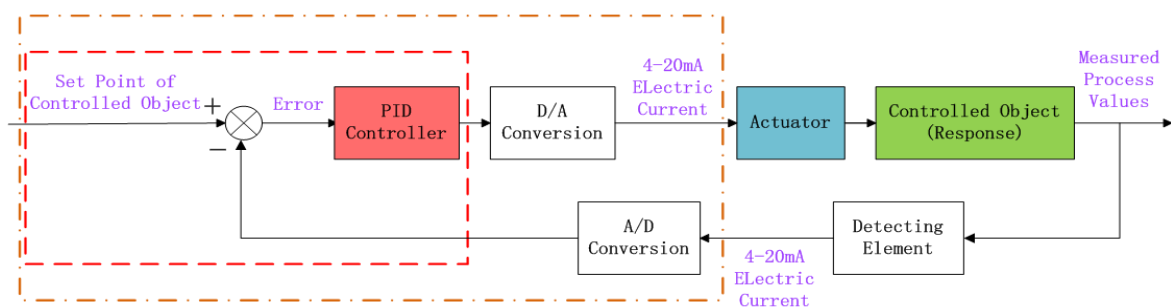 Set Point of
Controlled Object
+
−
Error
PID
Controller
D/A
Conversion
4-20mA
ELectric
Current
Actuator
Controlled Object
(Response)
Measured
Process
Values
A/D
Conversion
4-20mA
ELectric
Current
Detecting
Element